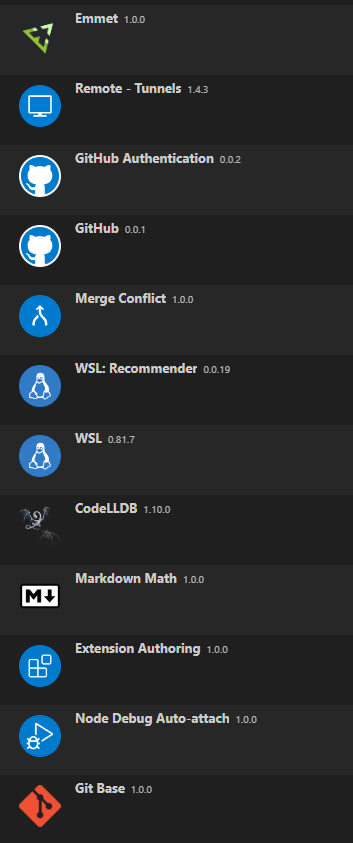 Emmet 1.0.0
Remote - Tunnels 1.4.3
GitHub Authentication 0.0.2
GitHub 0.0.1
Merge Conflict 1.0.0
WSL: Recommender 0.0.19
WSL 0.81.7
CodeLLDB 1.10.0
M
Markdown Math 1.0.0
Extension Authoring 1.0.0
Node Debug Auto-attach 1.0.0
Git Base 1.0.0